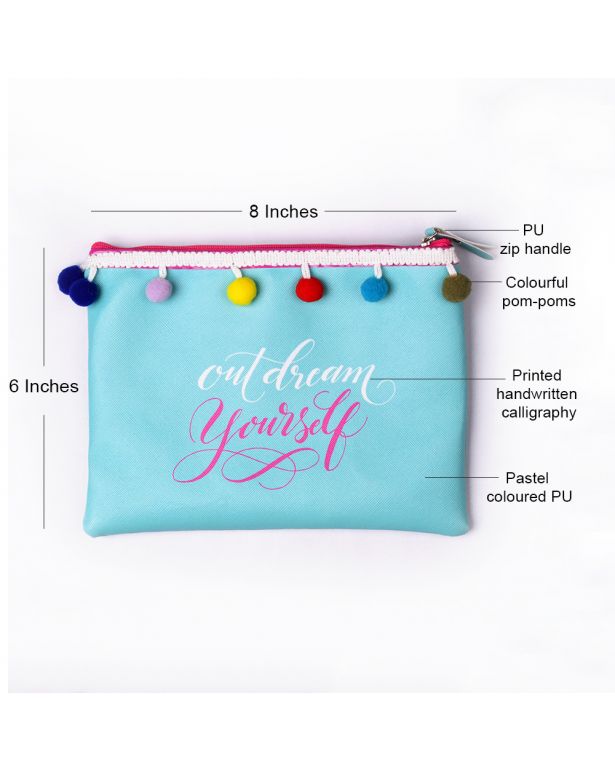 8 Inches
PU
zip handle
Colourful
pom-poms
6 Inches
out dream
Yourself
Printed
handwritten
calligraphy
Pastel
coloured PU